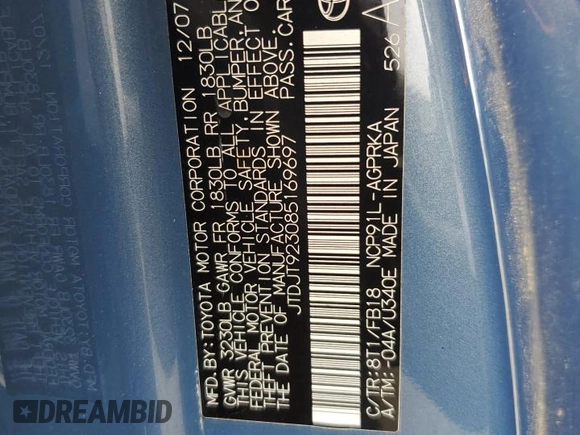 MFD. BY: TOYOTA MOTOR CORPORATION 12/07
GVWR 3230LB GAWR FR 1830LB RR 1830LB
THIS VEHICLE CONFORMS TO ALL APPLICABLE
FEDERAL MOTOR VEHICLE SAFETY, BUMPER, AND
THEFT PREVENTION STANDARDS IN EFFECT ON
THE DATE OF MANUFACTURE SHOWN ABOVE.
JTDJT923085169697 PASS. CAR
C/TR: 8T1/FB18 NCP91L-AGPRKA
A/TM: -04A/U340E MADE IN JAPAN 526
DREAMBID